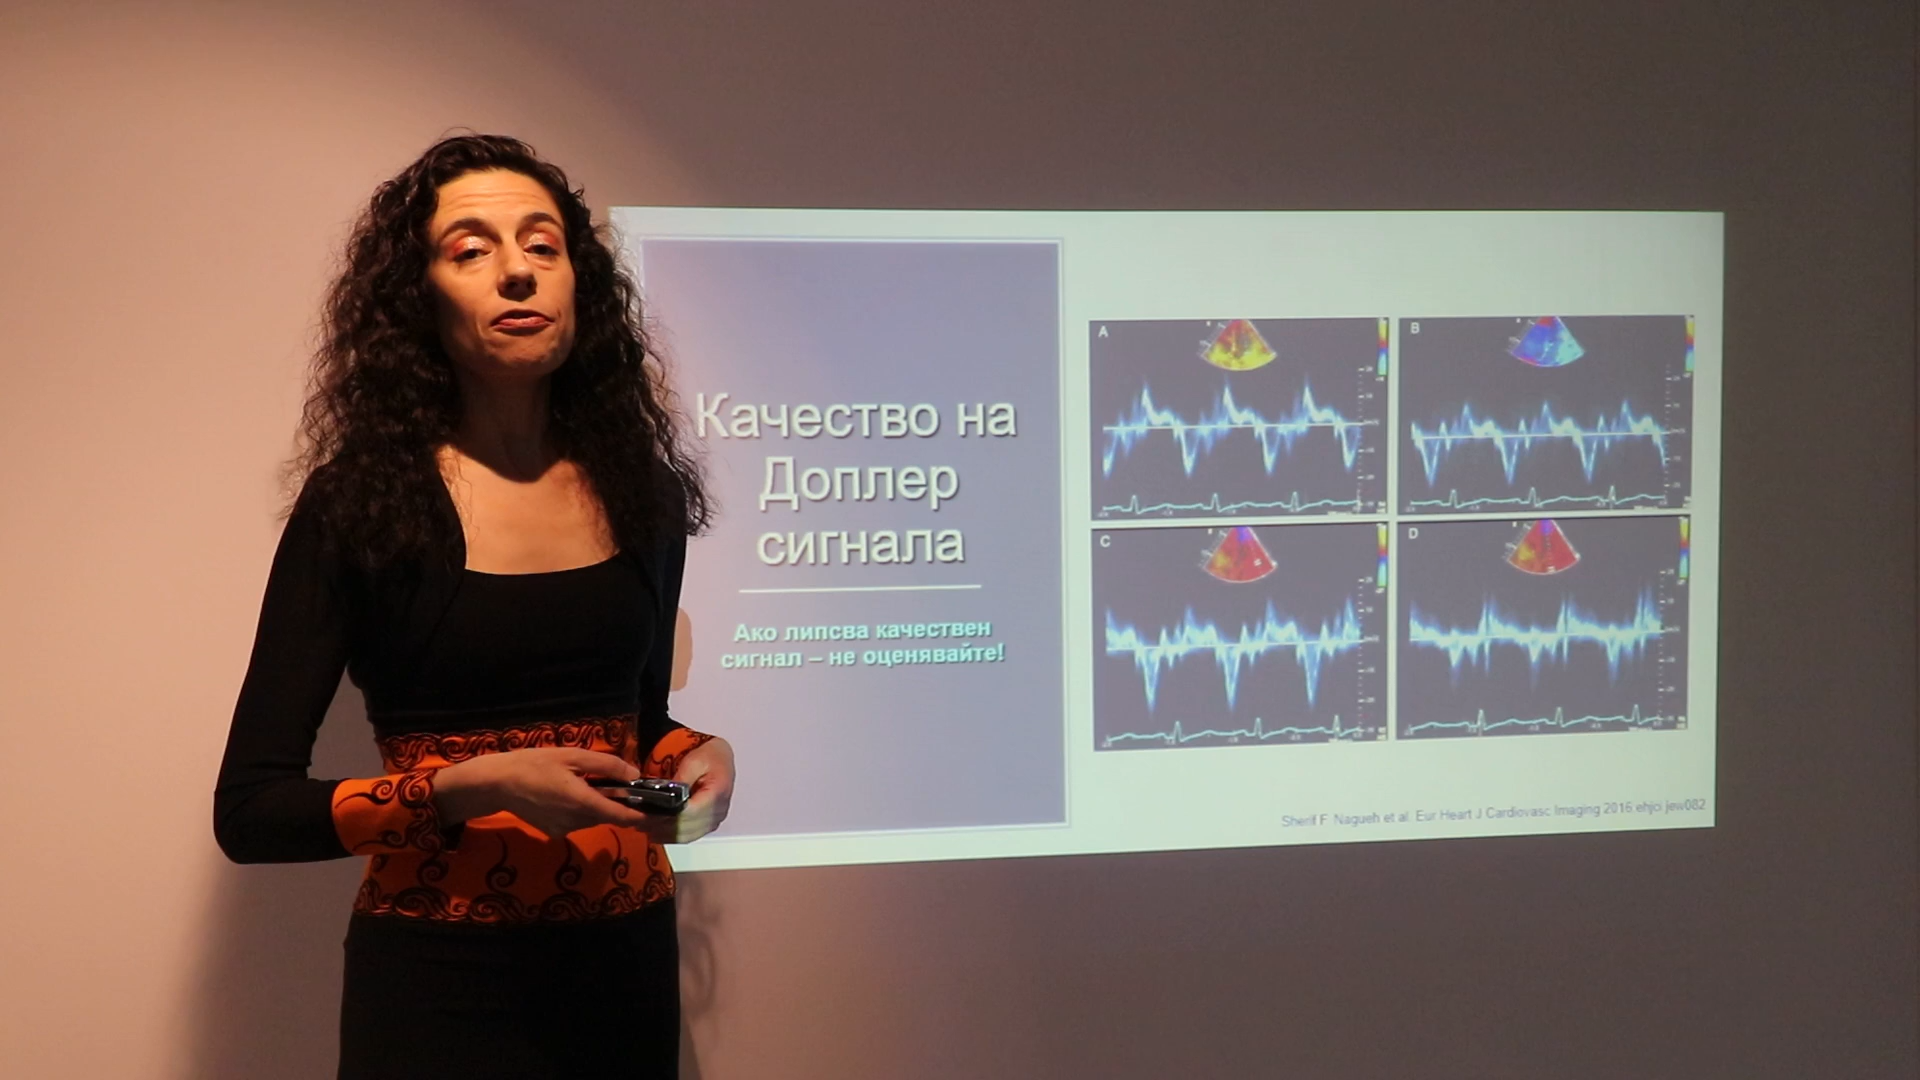 Качество на
Доплер
сигнала
Ако липсва качествен
сигнал – не оценявайте!
A
B
C
D
Sherif F. Nagueh et al. Eur Heart J Cardiovasc Imaging 2016;ehjci.jew082